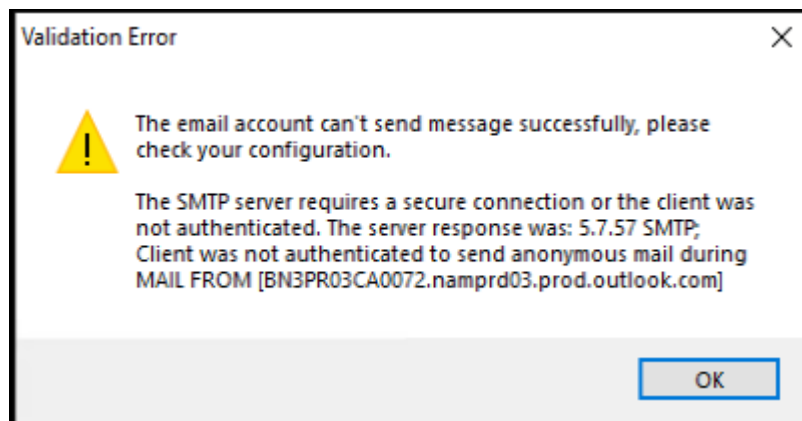 Validation Error
The email account can't send message successfully, please
check your configuration.
The SMTP server requires a secure connection or the client was
not authenticated. The server response was: 5.7.57 SMTP;
Client was not authenticated to send anonymous mail during
MAIL FROM [BN3PR03CA0072.namprd03.prod.outlook.com]
OK